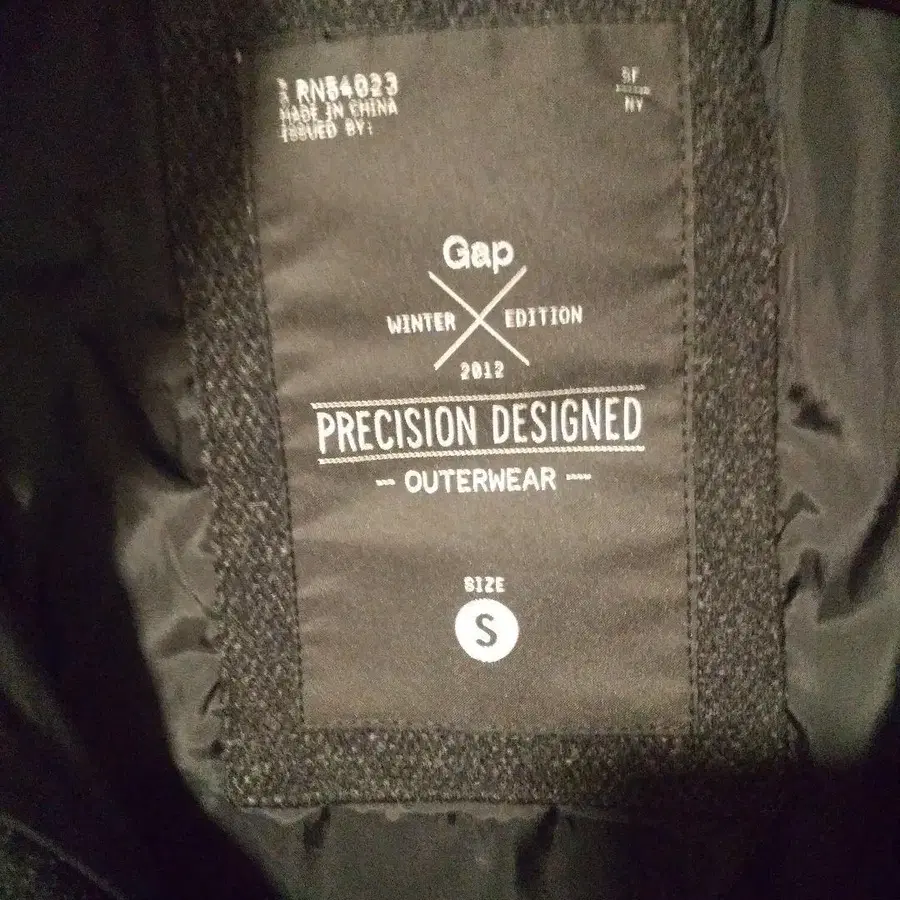 RN54023
MADE IN CHINA
ISSUED BY:
SF
NY
Gap
WINTER EDITION
2012
PRECISION DESIGNED
— OUTERWEAR —
SIZE
S